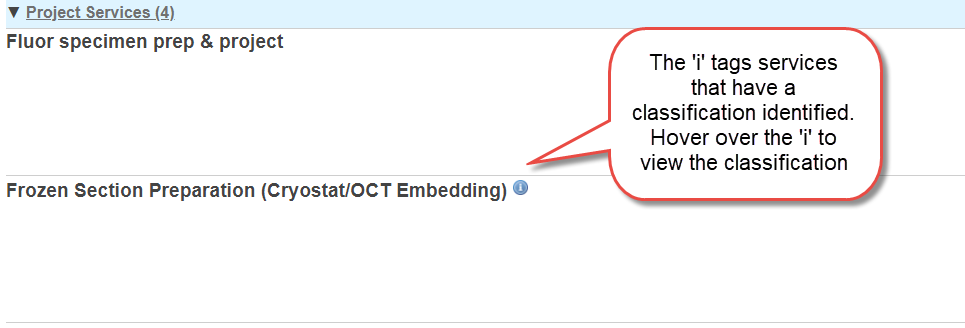 ▼ Project Services (4)
Fluor specimen prep & project
The 'i' tags services
that have a
classification identified.
Hover over the 'i' to
view the classification
Frozen Section Preparation (Cryostat/OCT Embedding) i